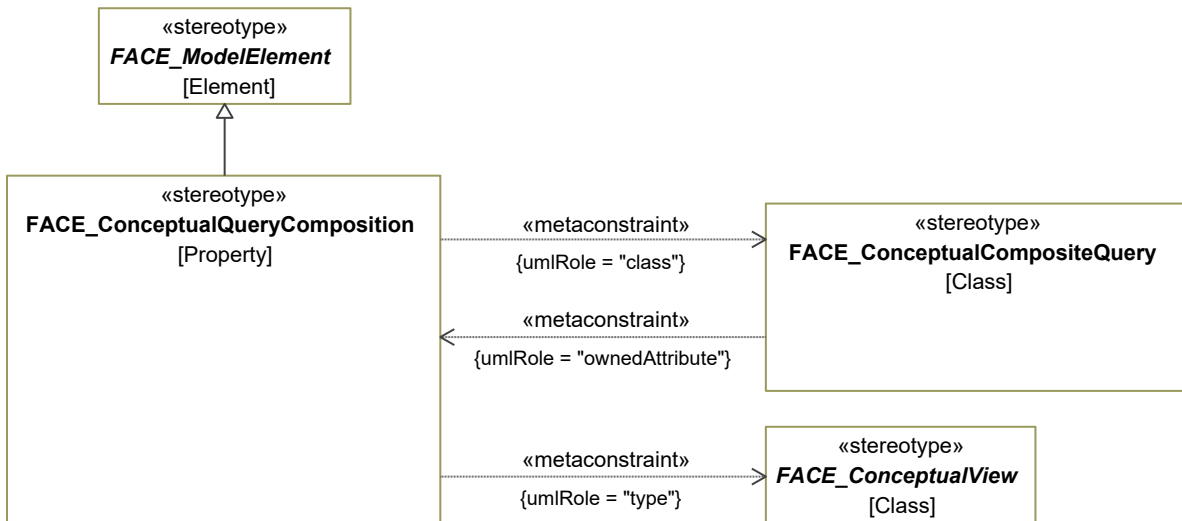 «stereotype»
FACE_ModelElement
[Element]
«stereotype»
FACE_ConceptualQueryComposition
[Property]
«metaconstraint»
{umlRole = "class"}
«stereotype»
FACE_ConceptualCompositeQuery
[Class]
«metaconstraint»
{umlRole = "ownedAttribute"}
«metaconstraint»
{umlRole = "type"}
«stereotype»
FACE_ConceptualView
[Class]